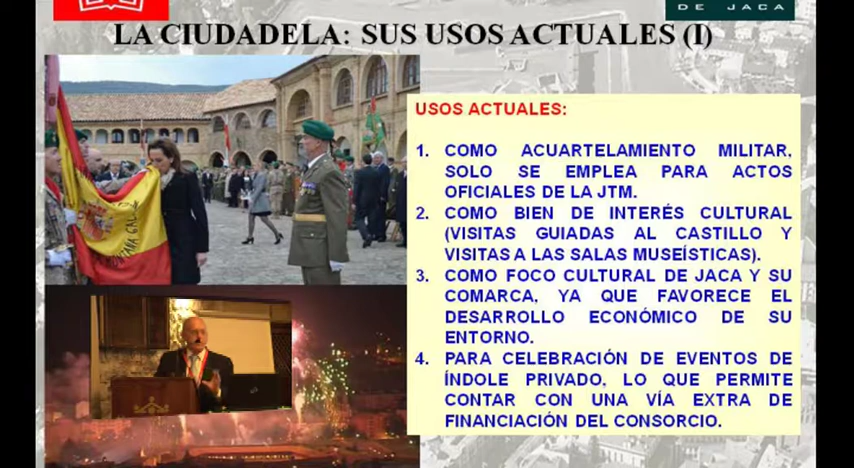 DE JACA
LA CIUDADELA: SUS USOS ACTUALES (I)
USOS ACTUALES:
1. COMO ACUARTELAMIENTO MILITAR,
SOLO SE EMPLEA PARA ACTOS
OFICIALES DE LA JTM.
2. COMO BIEN DE INTERÉS CULTURAL
(VISITAS GUIADAS AL CASTILLO Y
VISITAS A LAS SALAS MUSEÍSTICAS).
3. COMO FOCO CULTURAL DE JACA Y SU
COMARCA, YA QUE FAVORECE EL
DESARROLLO ECONÓMICO DE SU
ENTORNO.
4. PARA CELEBRACIÓN DE EVENTOS DE
ÍNDOLE PRIVADO, LO QUE PERMITE
CONTAR CON UNA VÍA EXTRA DE
FINANCIACIÓN DEL CONSORCIO.